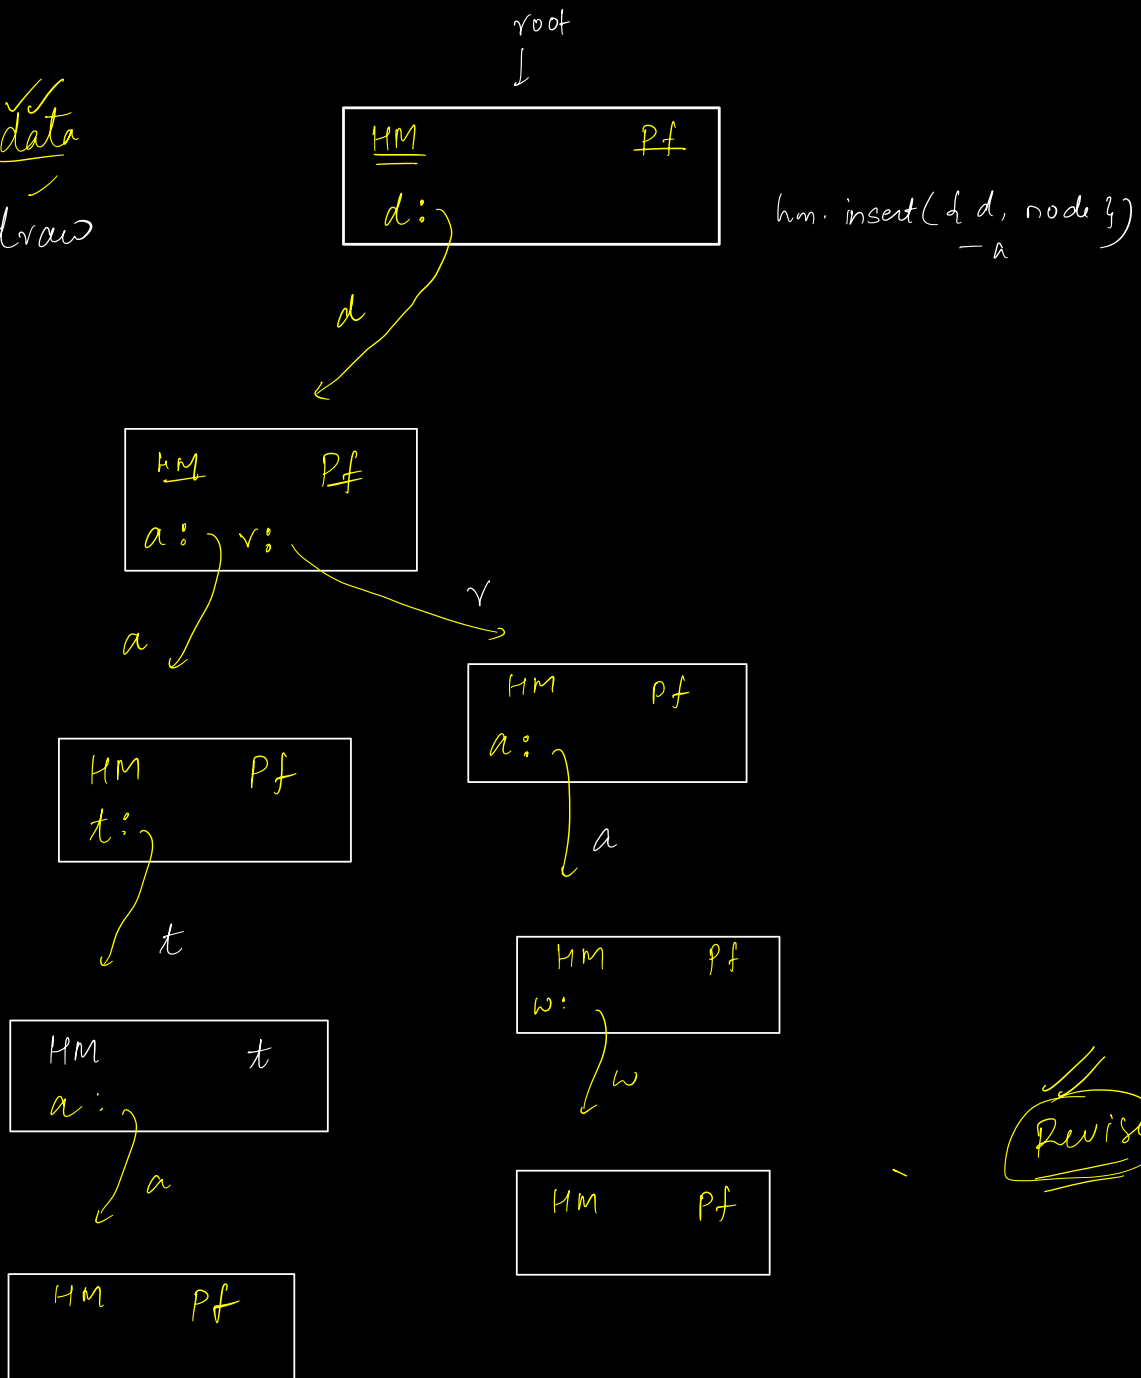 root
data
draw
HM Pf
d:
hm. insert( { d, node } )
a
d
HM Pf
a: r:
r
a
HM Pf
a:
HM Pf
t:
a
t
HM Pf
w:
HM t
a:
w
a
Revise
HM Pf
HM Pf